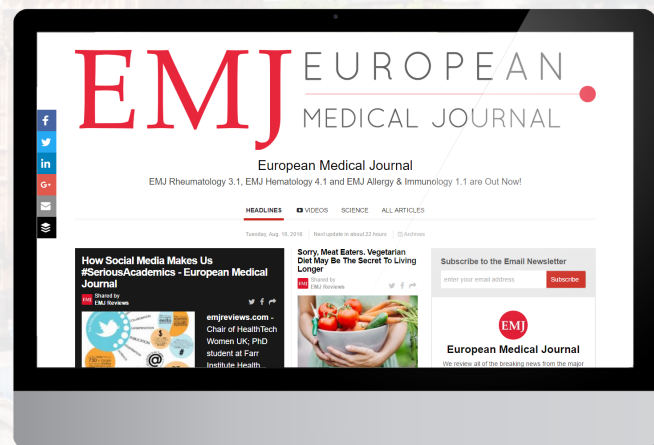 EMJ EUROPEAN
MEDICAL JOURNAL
f
in
G+
European Medical Journal
EMJ Rheumatology 3.1, EMJ Hematology 4.1 and EMJ Allergy & Immunology 1.1 are Out Now!
HEADLINES VIDEOS SCIENCE ALL ARTICLES
Tuesday, Aug. 16, 2016 Next update in about 22 hours Archives
How Social Media Makes Us
#SeriousAcademics - European Medical
Journal
EMJ Shared by
EMJ Reviews
emjreviews.com -
Chair of HealthTech
Women UK; PhD
student at Farr
Institute Health...
Sorry, Meat Eaters. Vegetarian
Diet May Be The Secret To Living
Longer
EMJ Shared by
EMJ Reviews
Subscribe to the Email Newsletter
enter your email address Subscribe
EMJ
European Medical Journal
We review all of the breaking news from the major